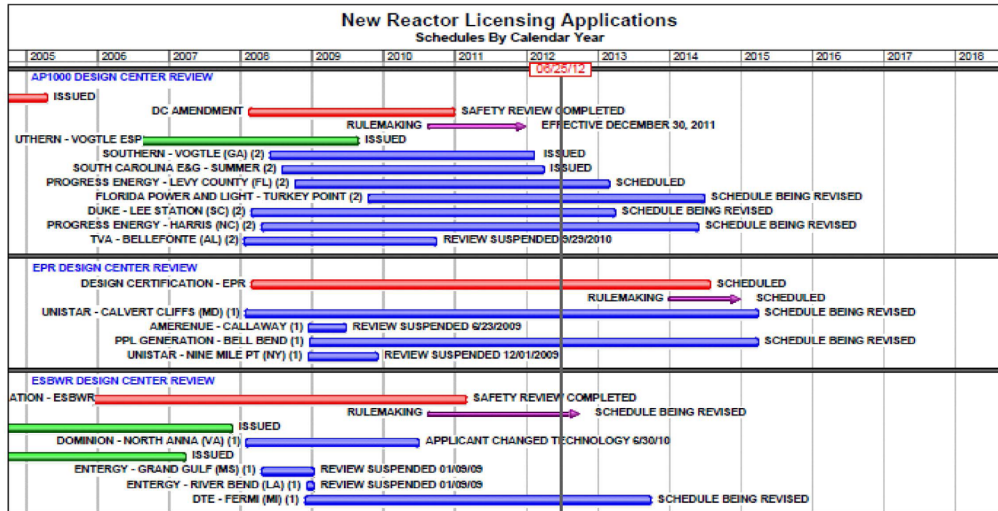 New Reactor Licensing Applications
Schedules By Calendar Year
2005 2006 2007 2008 2009 2010 2011 2012 2013 2014 2015 2016 2017 2018
06/25/12
AP1000 DESIGN CENTER REVIEW
ISSUED
DC AMENDMENT SAFETY REVIEW COMPLETED
RULEMAKING EFFECTIVE DECEMBER 30, 2011
UTHERN - VOGTLE ESP ISSUED
SOUTHERN - VOGTLE (GA) (2) ISSUED
SOUTH CAROLINA E&G - SUMMER (2) ISSUED
PROGRESS ENERGY - LEVY COUNTY (FL) (2) SCHEDULED
FLORIDA POWER AND LIGHT - TURKEY POINT (2) SCHEDULE BEING REVISED
DUKE - LEE STATION (SC) (2) SCHEDULE BEING REVISED
PROGRESS ENERGY - HARRIS (NC) (2) SCHEDULE BEING REVISED
TVA - BELLEFONTE (AL) (2) REVIEW SUSPENDED 9/29/2010
EPR DESIGN CENTER REVIEW
DESIGN CERTIFICATION - EPR SCHEDULED
RULEMAKING SCHEDULED
UNISTAR - CALVERT CLIFFS (MD) (1) SCHEDULE BEING REVISED
AMERENUE - CALLAWAY (1) REVIEW SUSPENDED 6/23/2009
PPL GENERATION - BELL BEND (1) SCHEDULE BEING REVISED
UNISTAR - NINE MILE PT (NY) (1) REVIEW SUSPENDED 12/01/2009
ESBWR DESIGN CENTER REVIEW
ATION - ESBWR SAFETY REVIEW COMPLETED
RULEMAKING SCHEDULE BEING REVISED
ISSUED
DOMINION - NORTH ANNA (VA) (1) APPLICANT CHANGED TECHNOLOGY 6/30/10
ISSUED
ENTERGY - GRAND GULF (MS) (1) REVIEW SUSPENDED 01/09/09
ENTERGY - RIVER BEND (LA) (1) REVIEW SUSPENDED 01/09/09
DTE - FERMI (MI) (1) SCHEDULE BEING REVISED